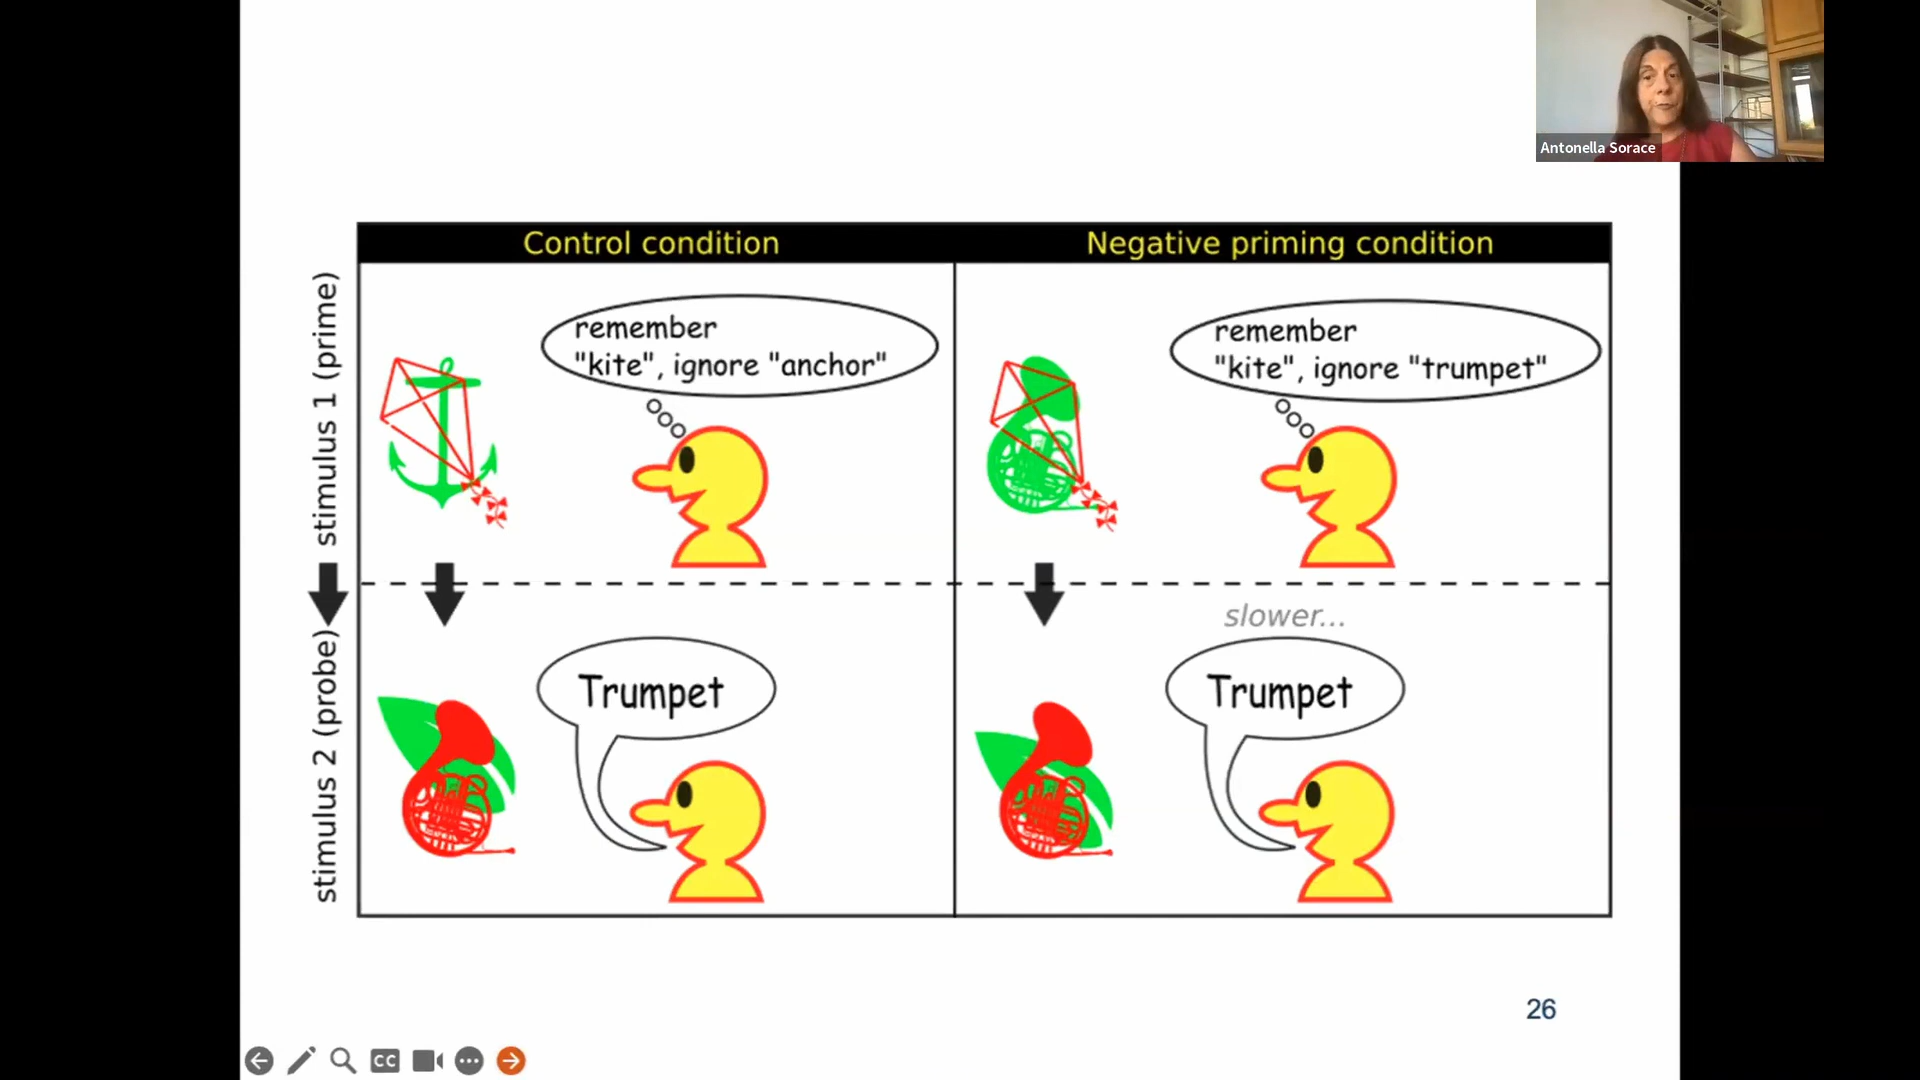 Antonella Sorace
Control condition
Negative priming condition
stimulus 1 (prime)
remember
"kite", ignore "anchor"
remember
"kite", ignore "trumpet"
stimulus 2 (probe)
Trumpet
slower...
Trumpet
26
CC